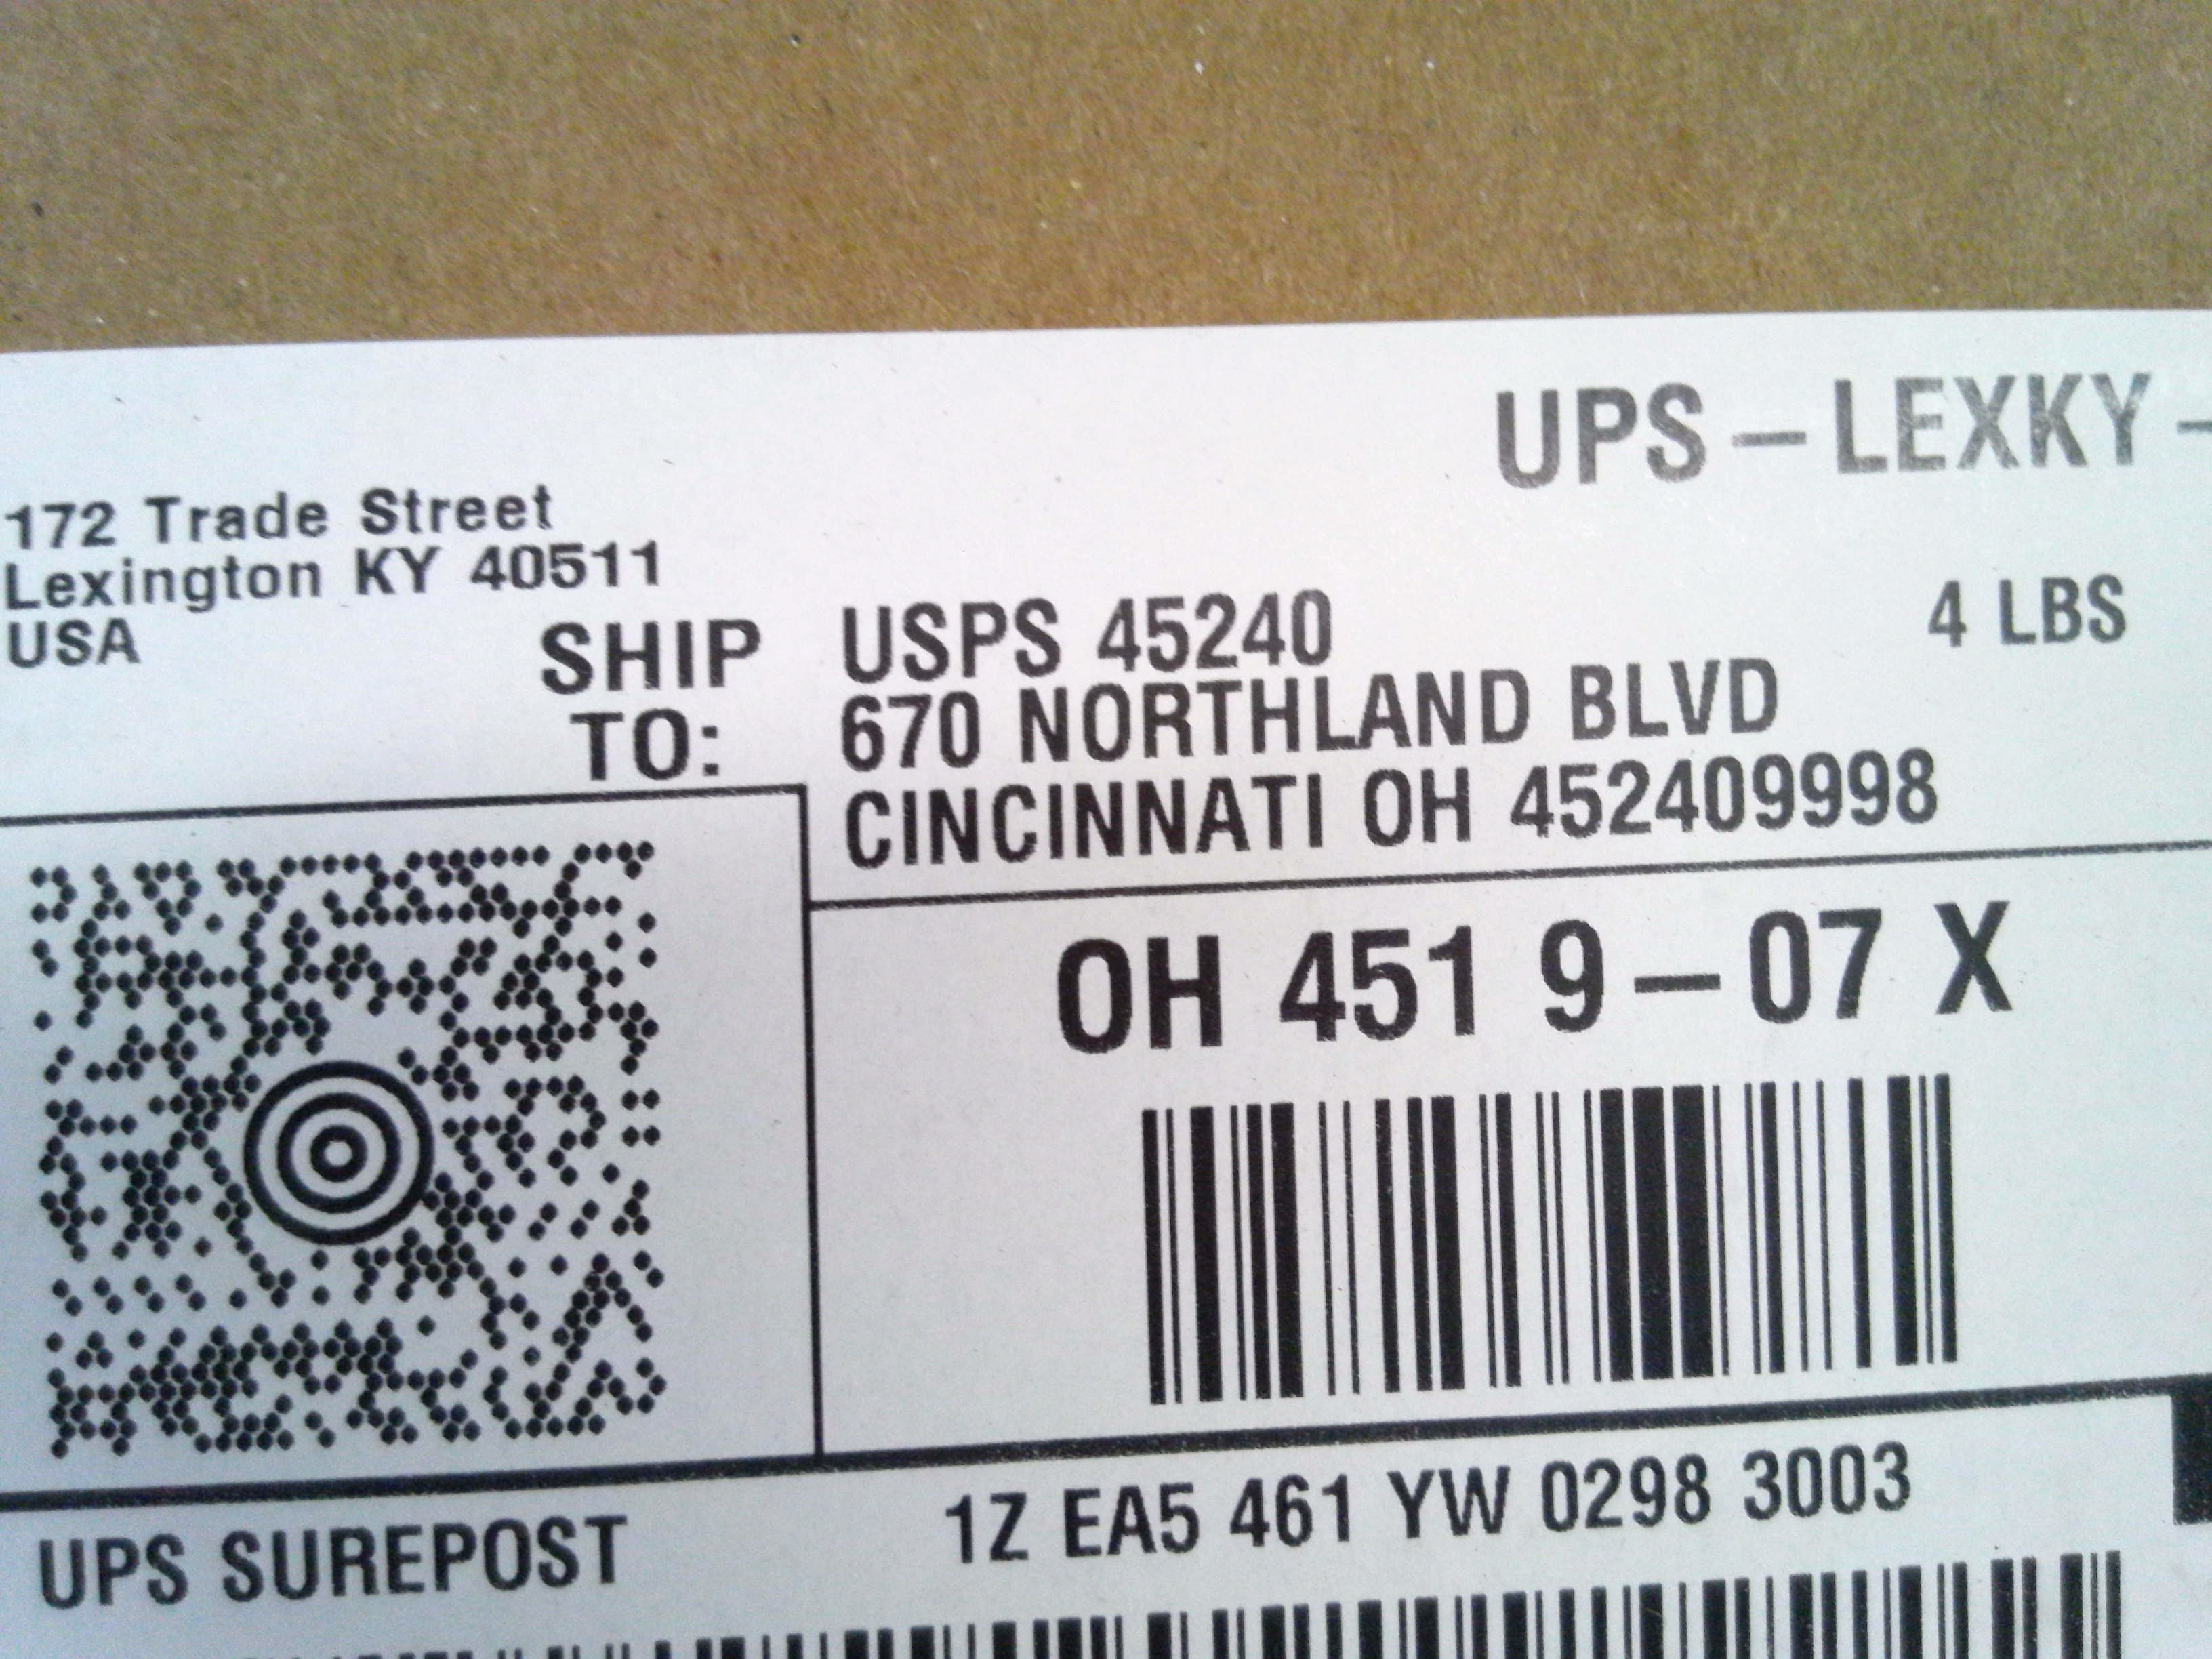 UPS – LEXKY –
172 Trade Street
Lexington KY 40511
USA
4 LBS
SHIP
TO:
USPS 45240
670 NORTHLAND BLVD
CINCINNATI OH 452409998
OH 451 9 – 07 X
UPS SUREPOST
1Z EA5 461 YW 0298 3003